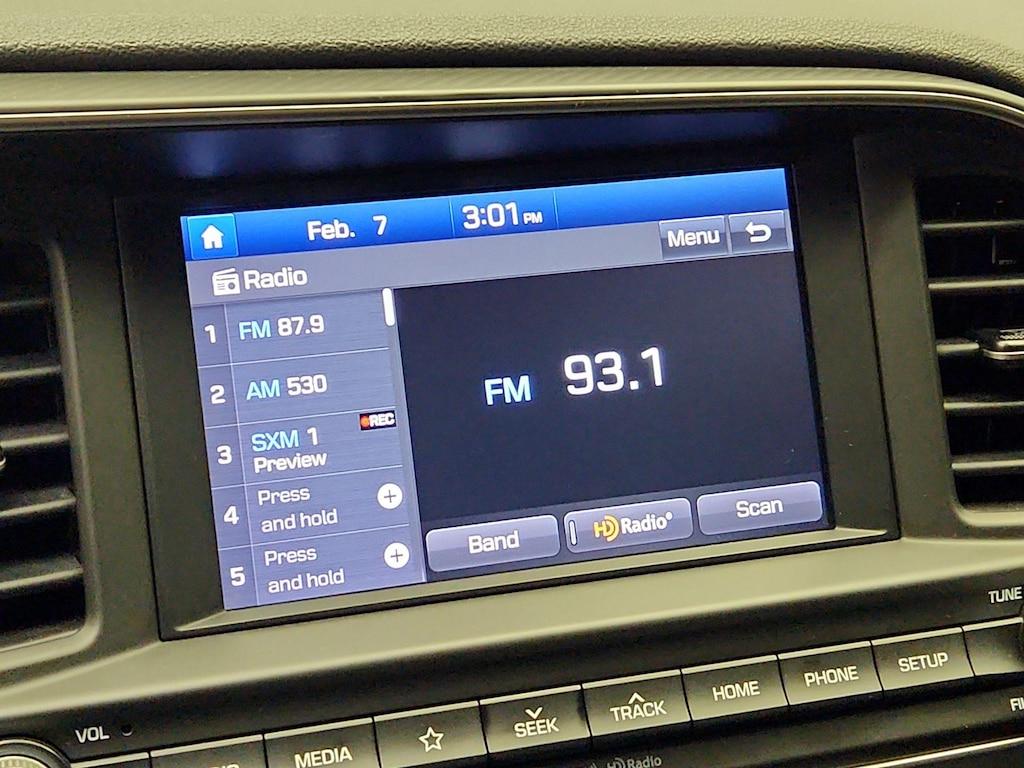 Feb. 7 3:01 PM
Menu
Radio
1 FM 87.9
2 AM 530
REC
3 SXM 1
Preview
4 Press
and hold
5 Press
and hold
FM 93.1
Band
HD Radio®
Scan
TUNE
VOL
MEDIA
SEEK
TRACK
HOME
PHONE
SETUP
HD Radio